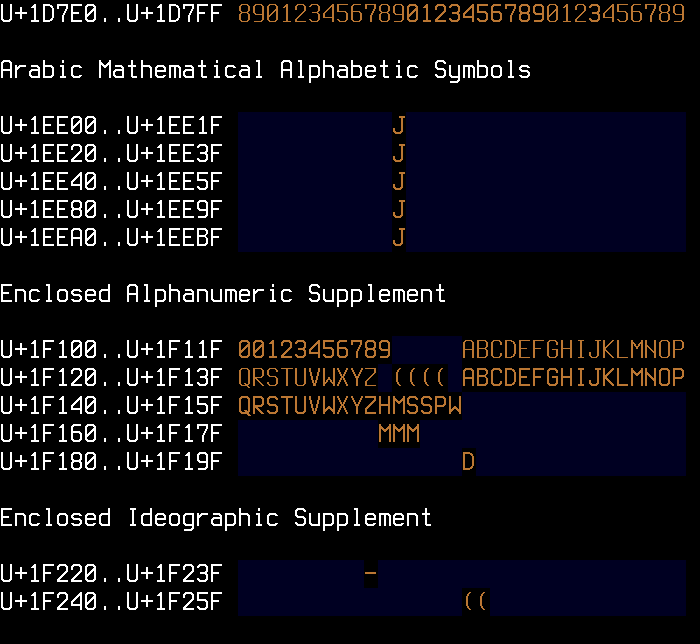 U+1D7E0..U+1D7FF 89012345678901234567890123456789
Arabic Mathematical Alphabetic Symbols
U+1EE00..U+1EE1F J
U+1EE20..U+1EE3F J
U+1EE40..U+1EE5F J
U+1EE80..U+1EE9F J
U+1EEA0..U+1EEBF J
Enclosed Alphanumeric Supplement
U+1F100..U+1F11F 00123456789 ABCDEFGHIJKLMNOP
U+1F120..U+1F13F QRSTUVWXYZ (((( ABCDEFGHIJKLMNOP
U+1F140..U+1F15F QRSTUVWXYZHMSSPW
U+1F160..U+1F17F MMM
U+1F180..U+1F19F D
Enclosed Ideographic Supplement
U+1F220..U+1F23F -
U+1F240..U+1F25F ((